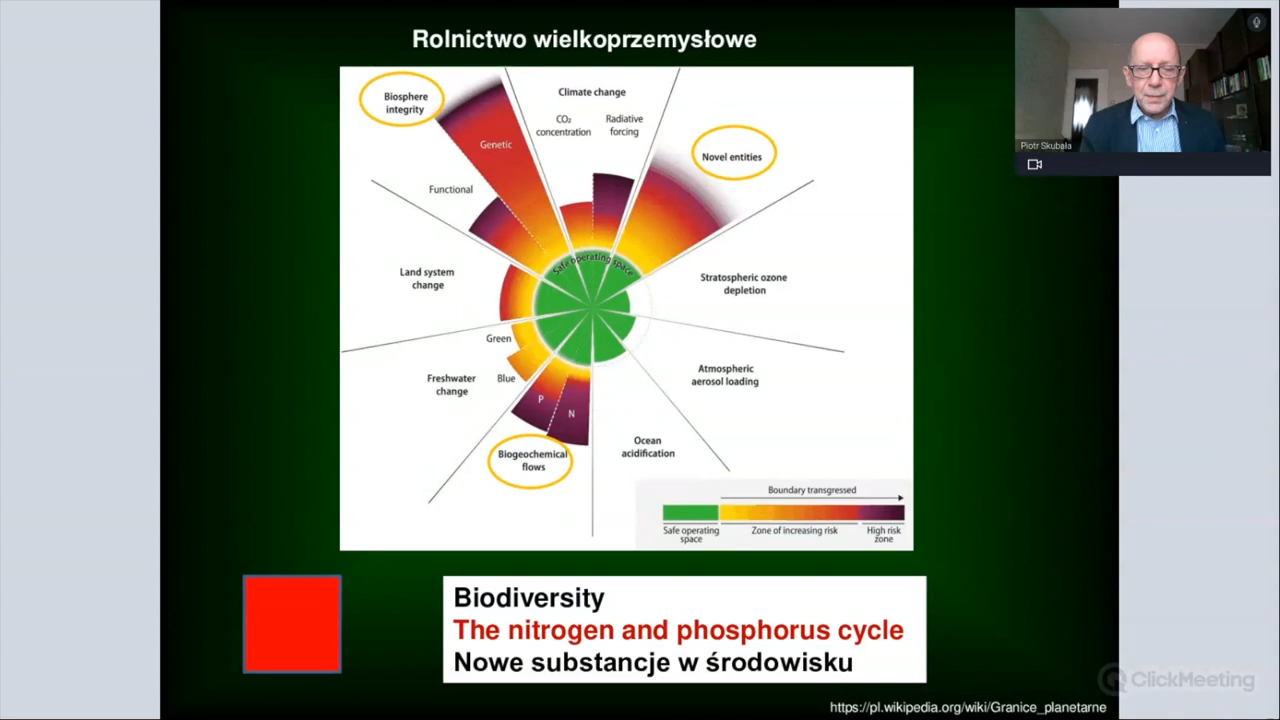 Rolnictwo wielkoprzemysłowe
Piotr Skubała
Biosphere
integrity
Genetic
Functional
Climate change
CO₂
concentration
Radiative
forcing
Novel entities
Safe operating space
Land system
change
Stratospheric ozone
depletion
Green
Blue
Freshwater
change
P
N
Biogeochemical
flows
Atmospheric
aerosol loading
Ocean
acidification
Boundary transgressed
Safe operating
space
Zone of increasing risk
High risk
zone
Biodiversity
The nitrogen and phosphorus cycle
Nowe substancje w środowisku
ClickMeeting
https://pl.wikipedia.org/wiki/Granice_planetarne